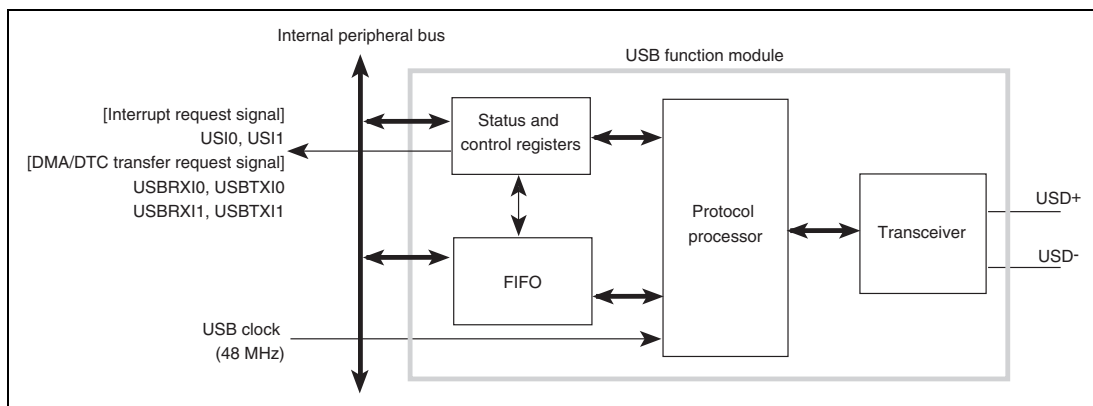 Internal peripheral bus
USB function module
[Interrupt request signal]
USI0, USI1
[DMA/DTC transfer request signal]
USBRXI0, USBTXI0
USBRXI1, USBTXI1
Status and
control registers
FIFO
Protocol
processor
Transceiver
USD+
USD-
USB clock
(48 MHz)